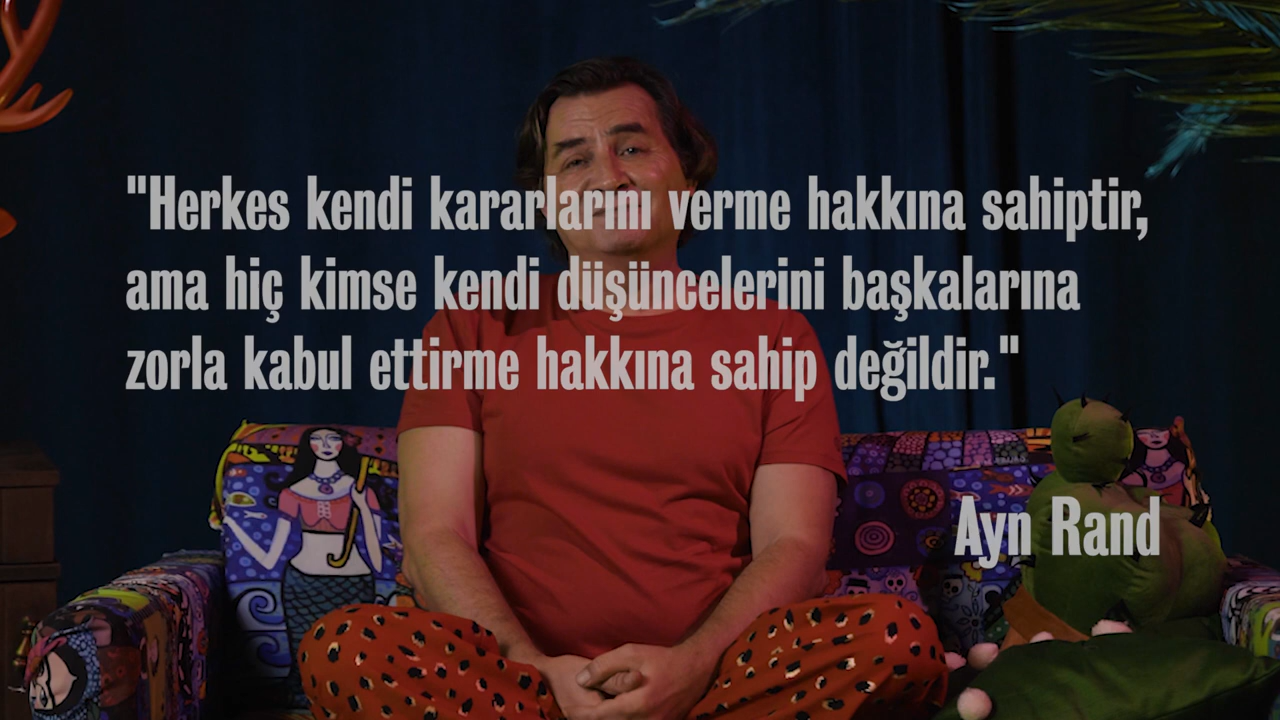 "Herkes kendi kararlarını verme hakkına sahiptir,
ama hiç kimse kendi düşüncelerini başkalarına
zorla kabul ettirme hakkına sahip değildir."
Ayn Rand